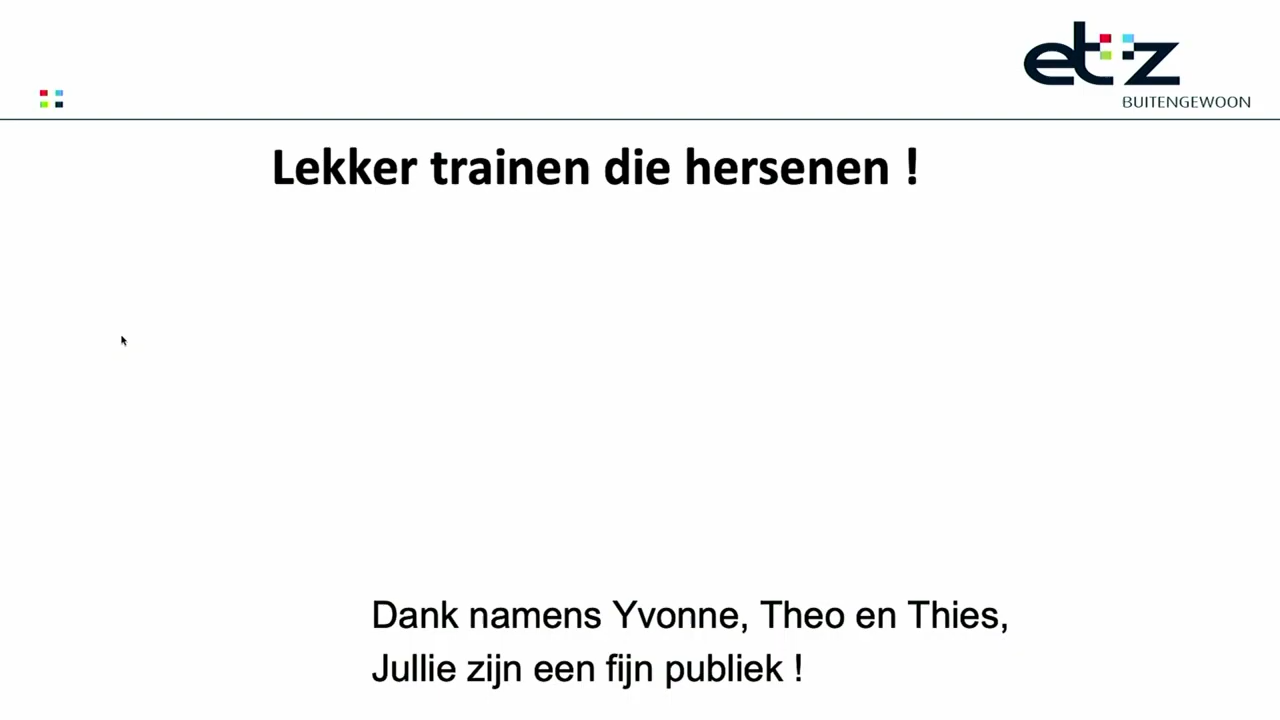 etz
BUITENGEWOON
Lekker trainen die hersenen !
Dank namens Yvonne, Theo en Thies,
Jullie zijn een fijn publiek !